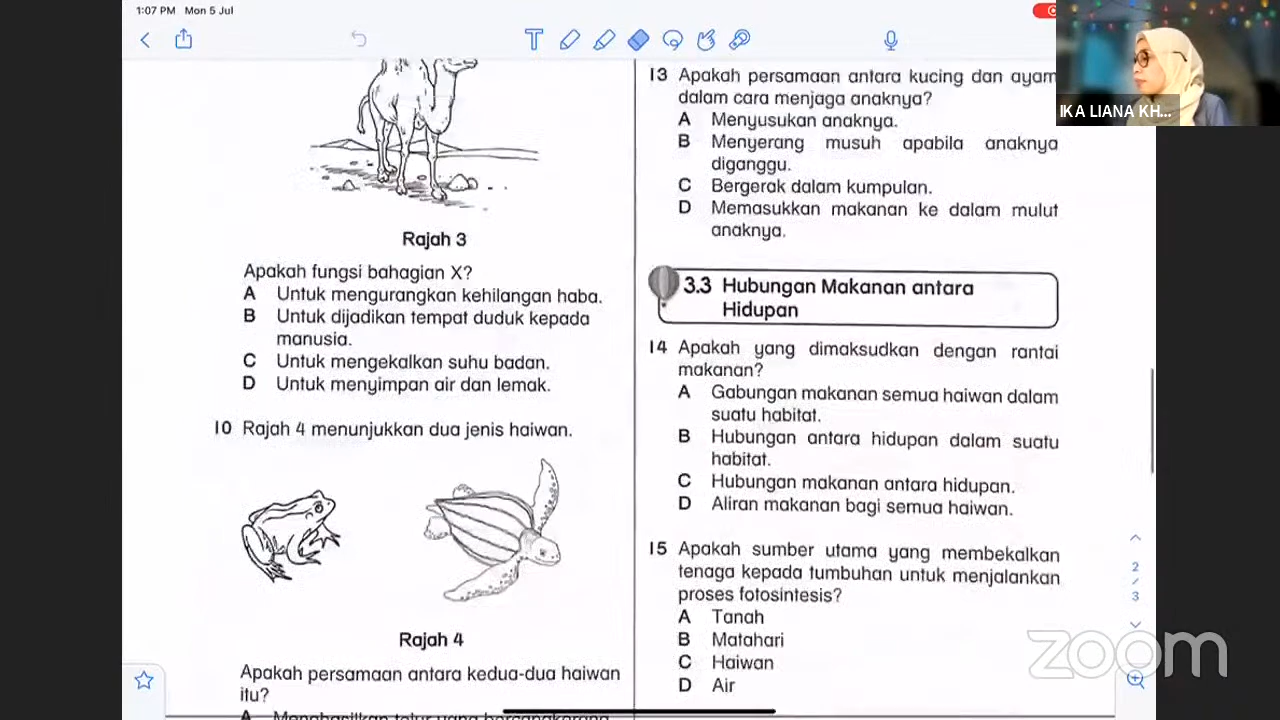 1:07 PM Mon 5 Jul
IKA LIANA KH...
Rajah 3
Apakah fungsi bahagian X?
A Untuk mengurangkan kehilangan haba.
B Untuk dijadikan tempat duduk kepada
manusia.
C Untuk mengekalkan suhu badan.
D Untuk menyimpan air dan lemak.
10 Rajah 4 menunjukkan dua jenis haiwan.
Rajah 4
Apakah persamaan antara kedua-dua haiwan
itu?
A Menghasilkan telur yang bercangkerang
13 Apakah persamaan antara kucing dan ayam
dalam cara menjaga anaknya?
A Menyusukan anaknya.
B Menyerang musuh apabila anaknya
diganggu.
C Bergerak dalam kumpulan.
D Memasukkan makanan ke dalam mulut
anaknya.
3.3 Hubungan Makanan antara
Hidupan
14 Apakah yang dimaksudkan dengan rantai
makanan?
A Gabungan makanan semua haiwan dalam
suatu habitat.
B Hubungan antara hidupan dalam suatu
habitat.
C Hubungan makanan antara hidupan.
D Aliran makanan bagi semua haiwan.
15 Apakah sumber utama yang membekalkan
tenaga kepada tumbuhan untuk menjalankan
proses fotosintesis?
A Tanah
B Matahari
C Haiwan
D Air
2
/
3
zoom